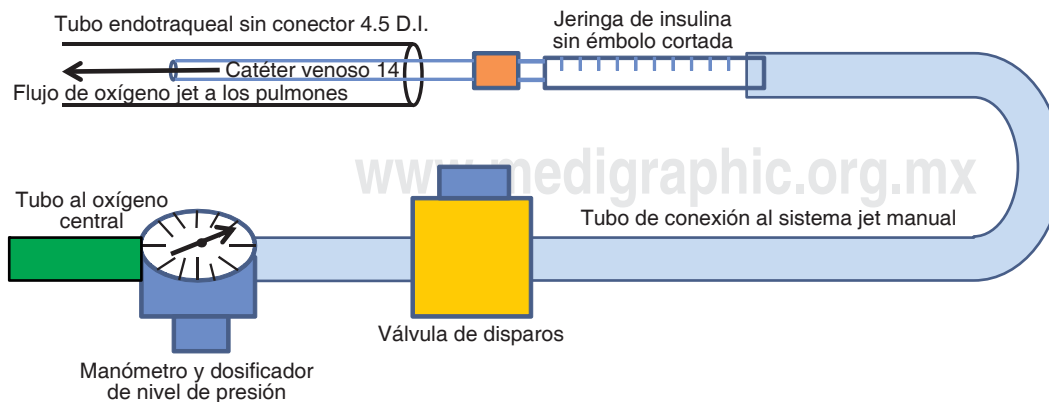 Tubo endotraqueal sin conector 4.5 D.I.
Jeringa de insulina
sin émbolo cortada
Catéter venoso 14
Flujo de oxígeno jet a los pulmones
www.medigraphic.org.mx
Tubo al oxígeno
central
Tubo de conexión al sistema jet manual
Válvula de disparos
Manómetro y dosificador
de nivel de presión